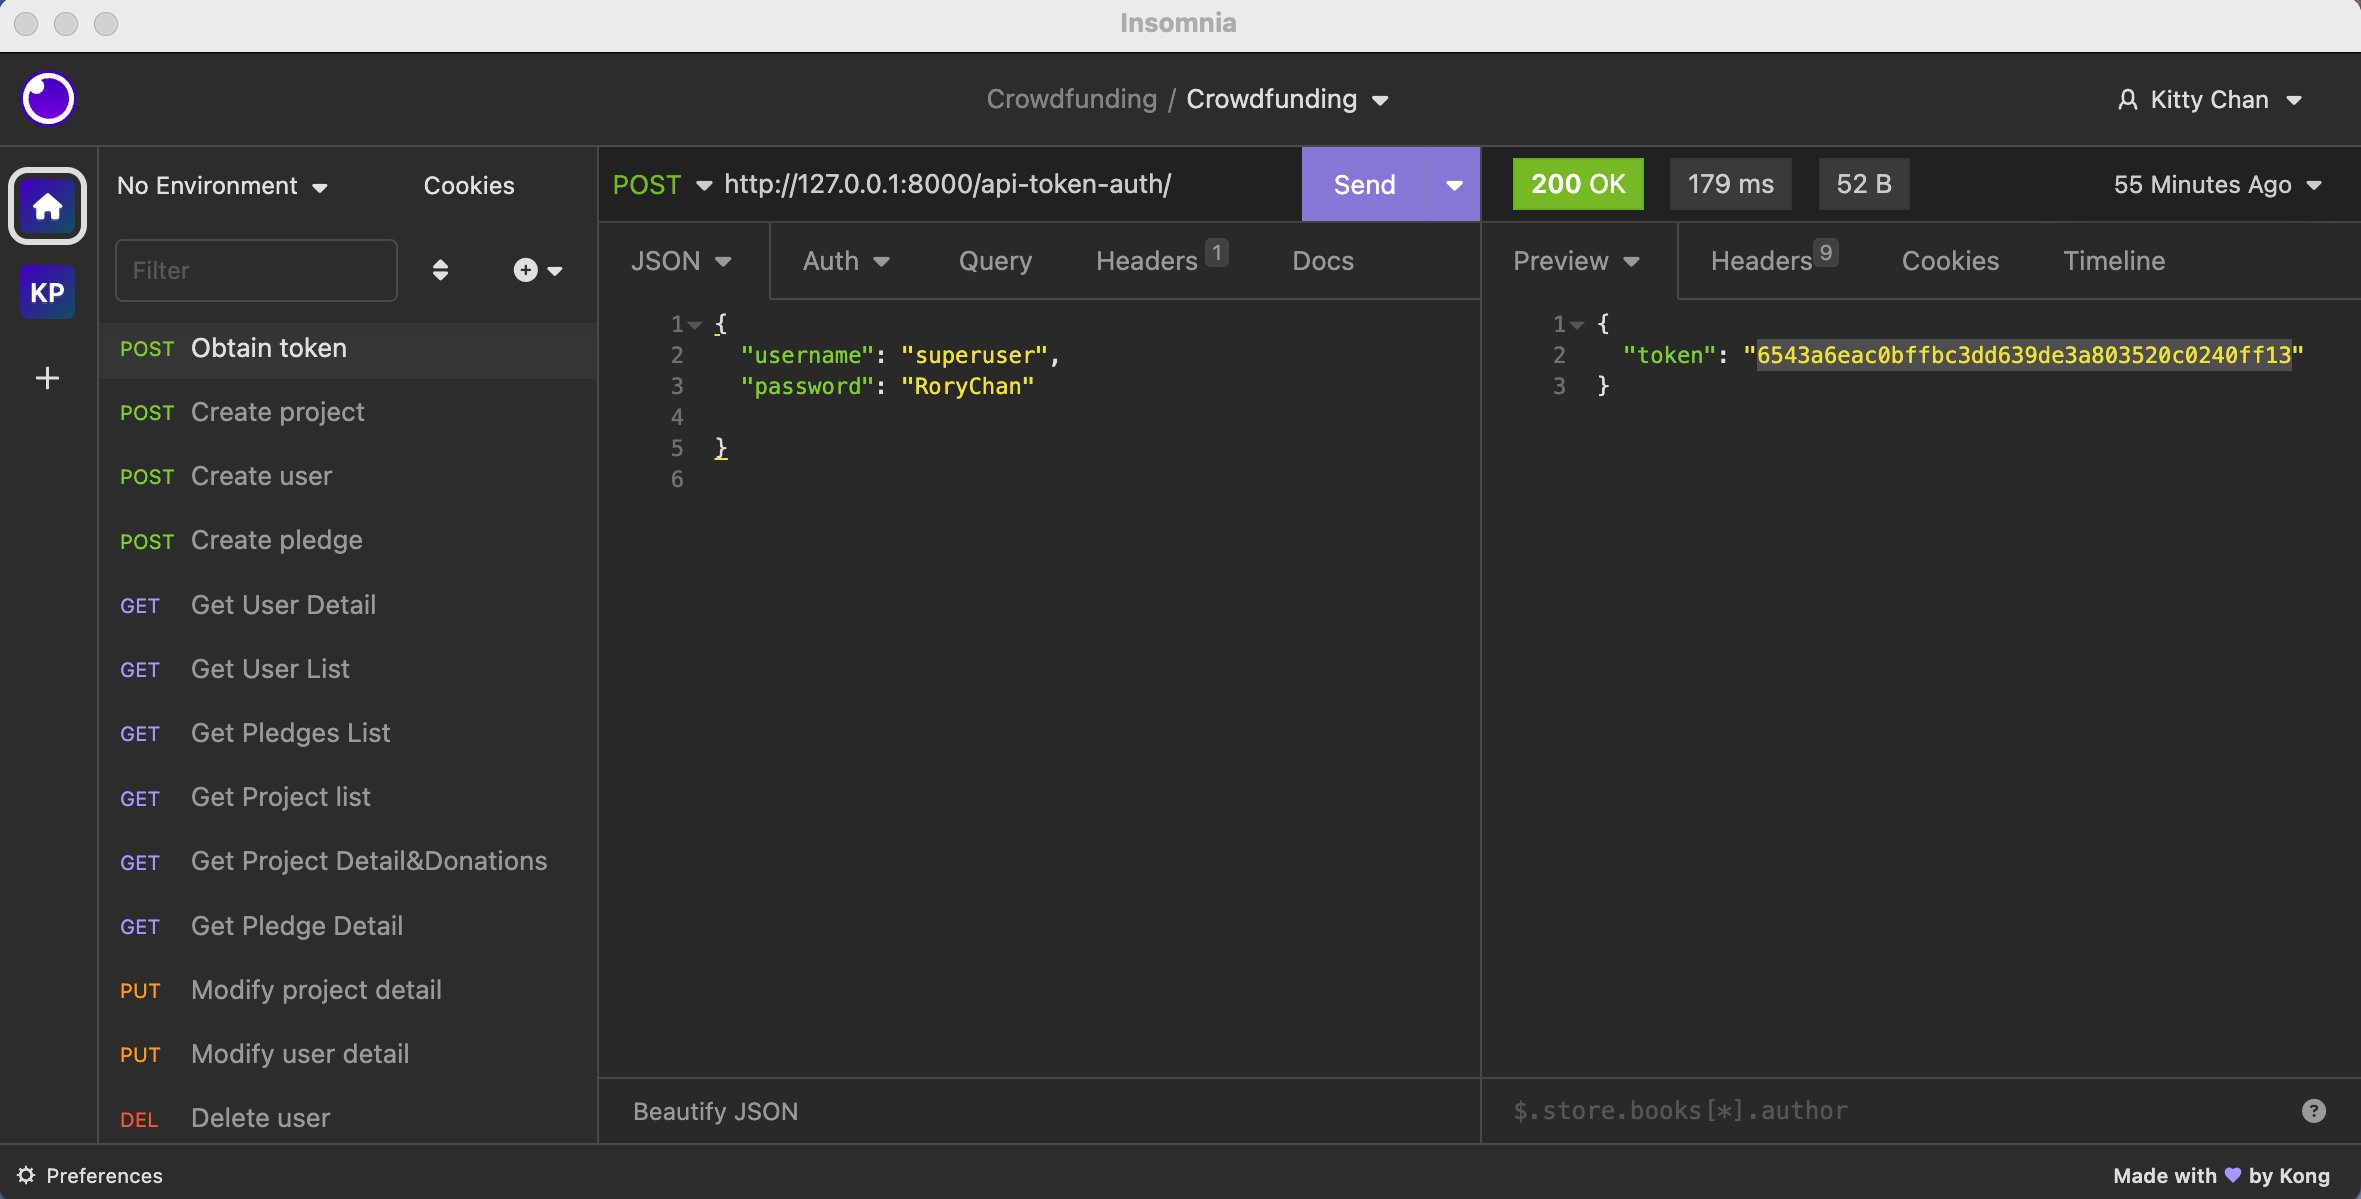 Insomnia
Crowdfunding / Crowdfunding
Kitty Chan
No Environment
Cookies
Filter
KP
POST Obtain token
POST Create project
POST Create user
POST Create pledge
GET Get User Detail
GET Get User List
GET Get Pledges List
GET Get Project list
GET Get Project Detail&Donations
GET Get Pledge Detail
PUT Modify project detail
PUT Modify user detail
DEL Delete user
POST http://127.0.0.1:8000/api-token-auth/ Send
JSON Auth Query Headers 1 Docs
1 {
2 "username": "superuser",
3 "password": "RoryChan"
4
5 }
6
Beautify JSON
200 OK 179 ms 52 B 55 Minutes Ago
Preview Headers 9 Cookies Timeline
1 {
2 "token": "6543a6eac0bffbc3dd639de3a803520c0240ff13"
3 }
$.store.books[*].author ?
Preferences
Made with 💜 by Kong